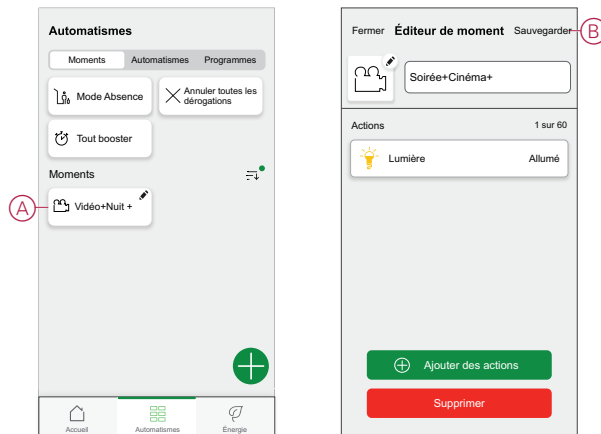 Automatismes
Moments Automatismes Programmes
Mode Absence
Annuler toutes les
dérogations
Tout booster
Moments
A
Vidéo+Nuit +
Accueil Automatismes Énergie
Fermer Éditeur de moment Sauvegarder
B
Soirée+Cinéma+
Actions 1 sur 60
Lumière Allumé
Ajouter des actions
Supprimer